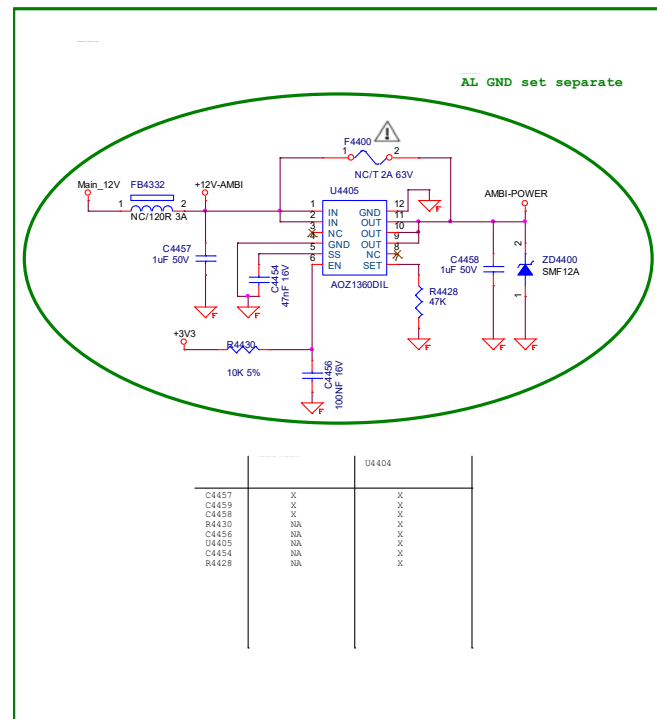 AL GND set separate
F4400
1 2
NC/T 2A 63V
Main_12V
FB4332
+12V-AMBI
1 2
NC/120R 3A
U4405
AMBI-POWER
1 IN GND 12
2 IN OUT 11
3 NC OUT 10
4 GND OUT 9
5 SS NC 8
6 EN SET 7
AOZ1360DIL
C4457
1uF 50V
C4454
47nF 16V
R4428
47K
C4458
1uF 50V
2
ZD4400
SMF12A
1
+3V3
R4430
10K 5%
C4456
100NF 16V
U4404
C4457 X X
C4459 X X
C4458 X X
R4430 NA X
C4456 NA X
U4405 NA X
C4454 NA X
R4428 NA X